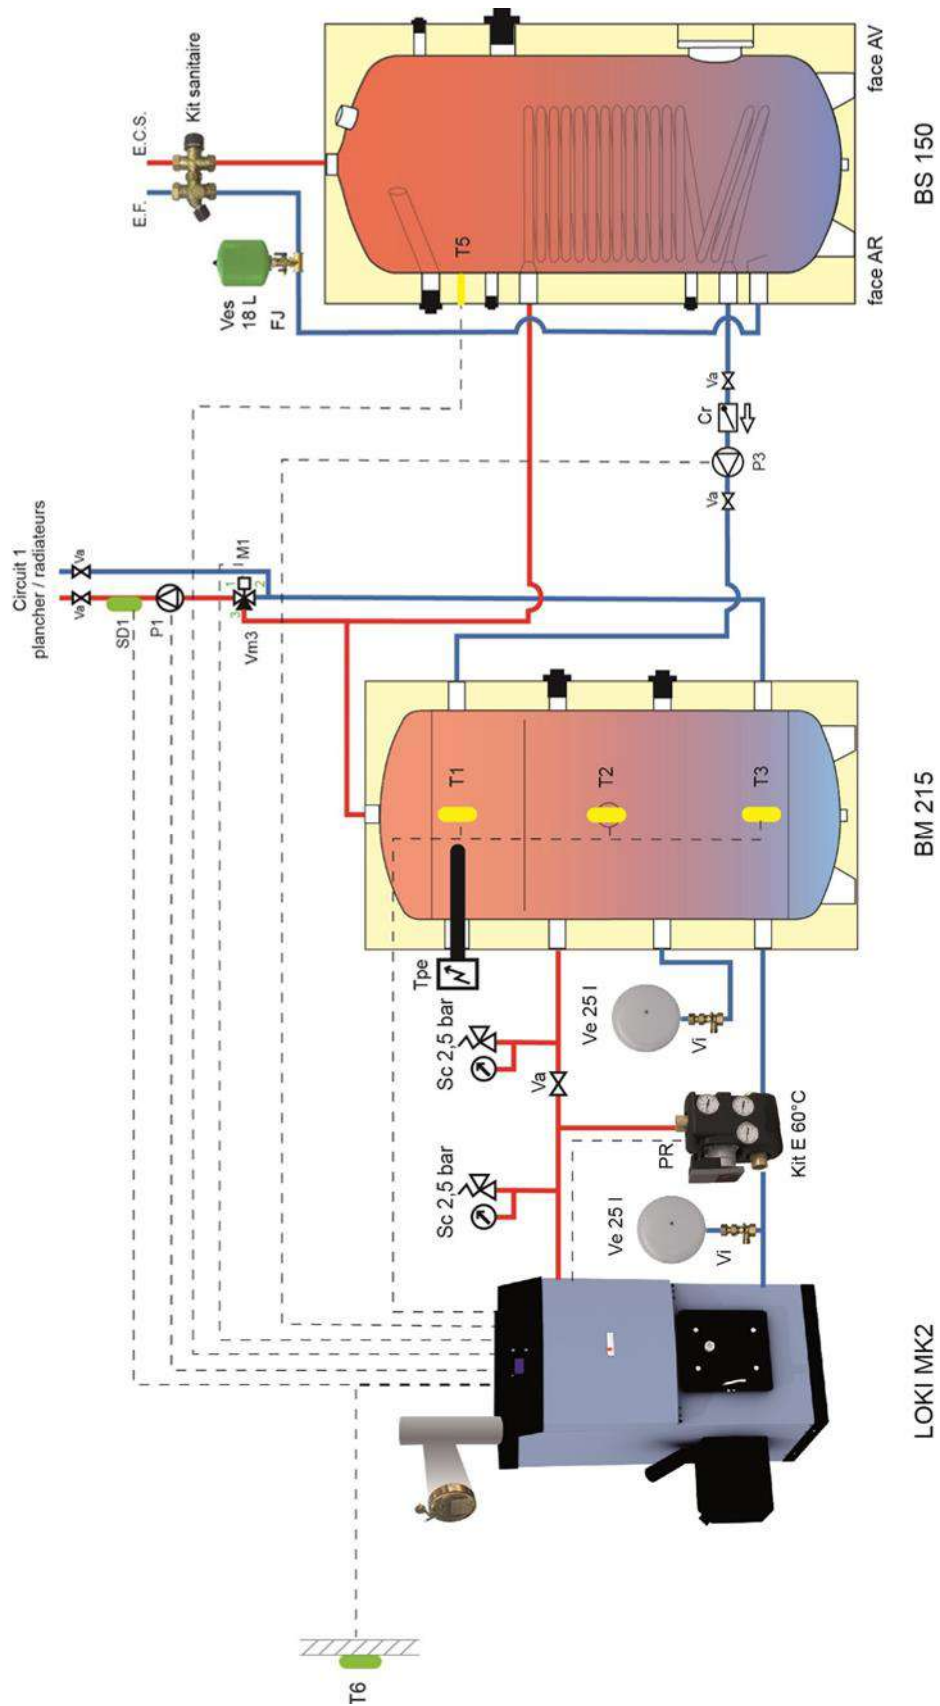 T6
LOKI MK2
Sc 2,5 bar
Ve 25 l
Vi
PR
Kit E 60°C
Sc 2,5 bar
Va
Ve 25 l
Vi
Tpe
T1
T2
T3
BM 215
Circuit 1
plancher / radiateurs
Va
Va
SD1
P1
M1
1
2
3
Vm3
Va
P3
Cr
Va
Ves
18 L
FJ
E.F.
E.C.S.
Kit sanitaire
T5
face AR
face AV
BS 150